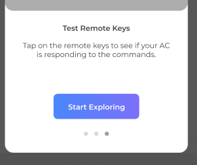 Test Remote Keys
Tap on the remote keys to see if your AC
is responding to the commands.
Start Exploring